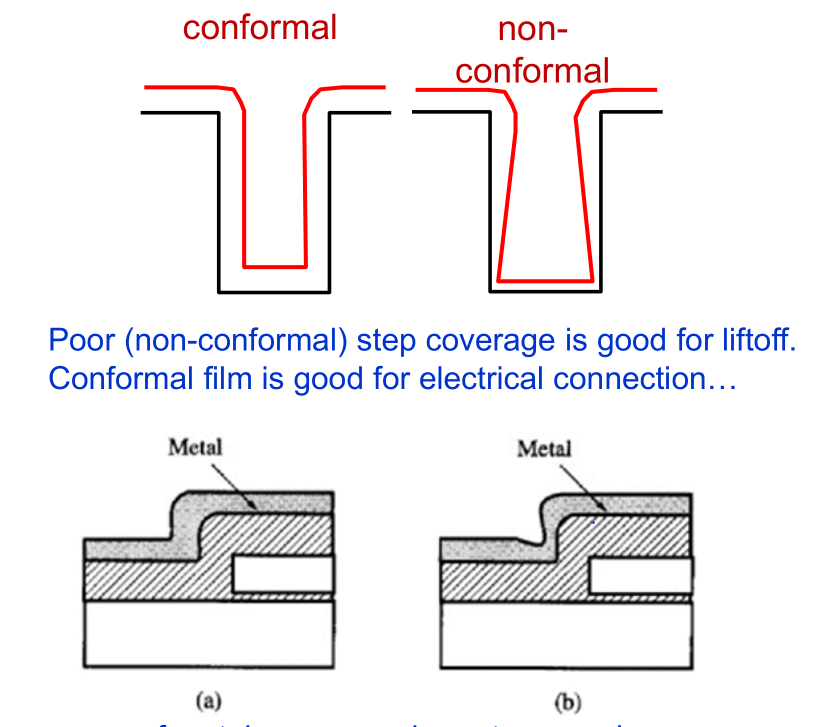 conformal
non-
conformal
Poor (non-conformal) step coverage is good for liftoff.
Conformal film is good for electrical connection…
Metal
Metal
(a)
(b)